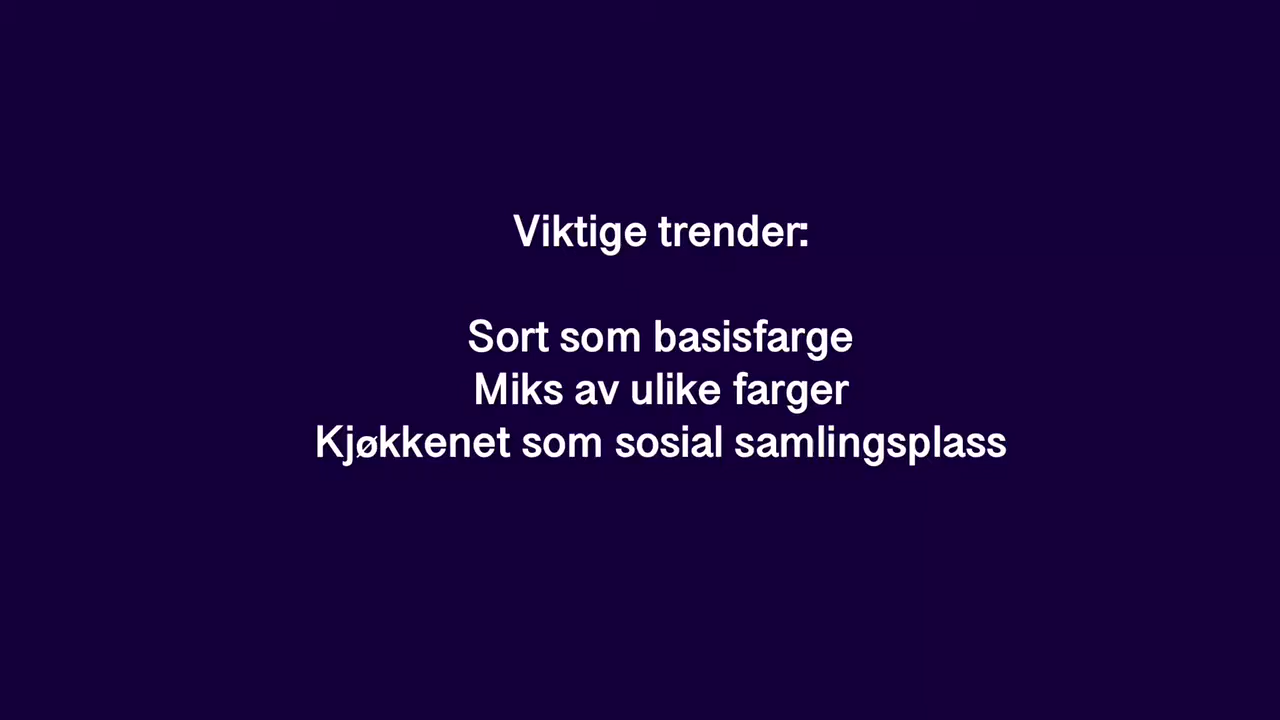 Viktige trender:
Sort som basisfarge
Miks av ulike farger
Kjøkkenet som sosial samlingsplass